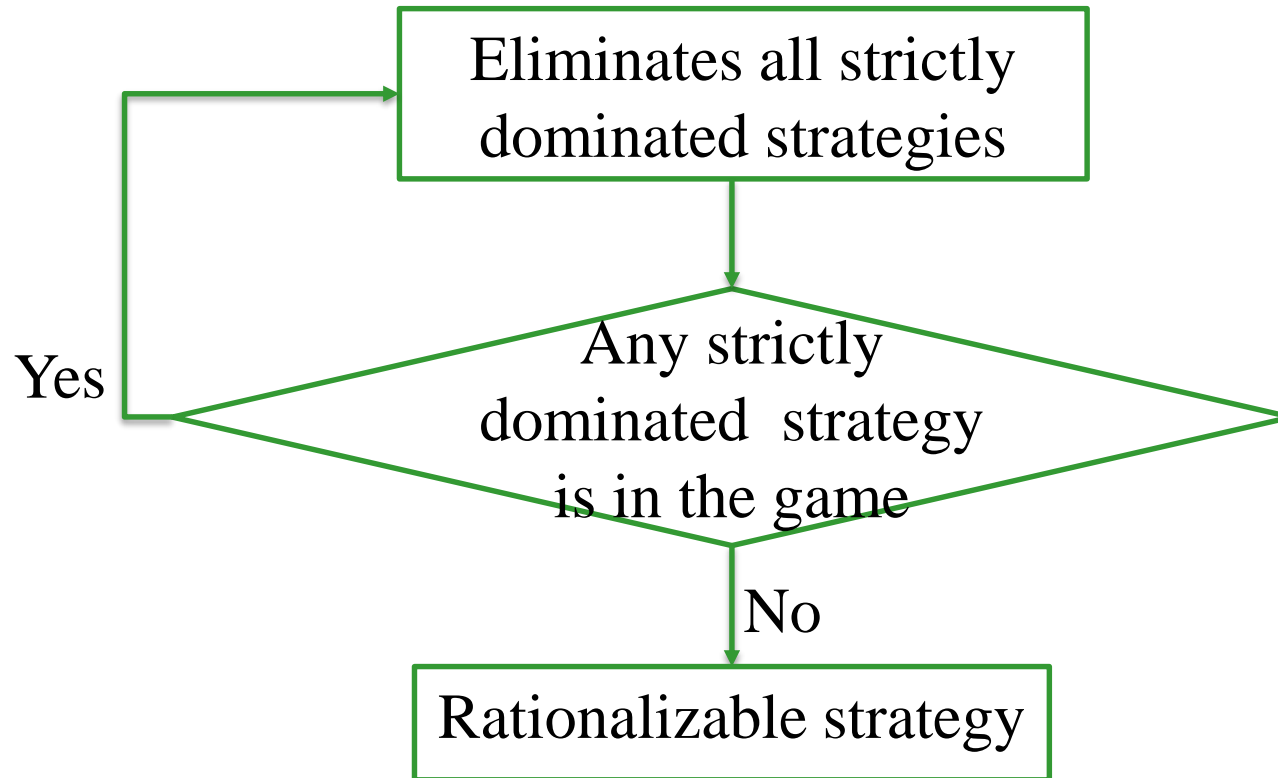 Eliminates all strictly
dominated strategies
Yes
Any strictly
dominated  strategy
is in the game
No
Rationalizable strategy